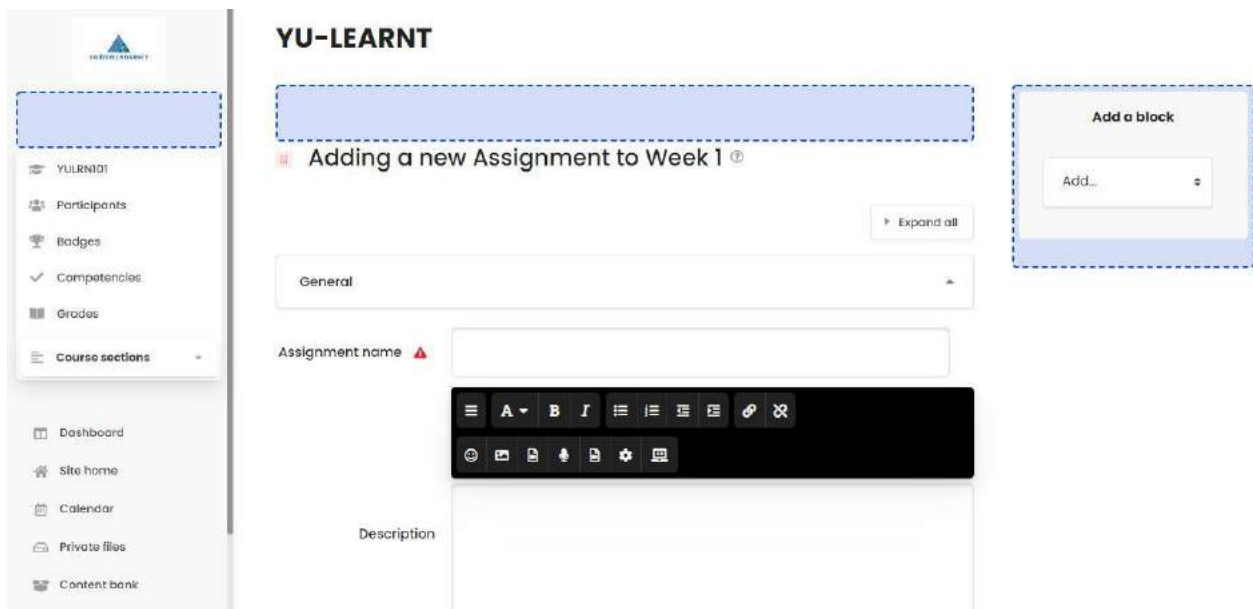 YU-LEARNT
YULRN101
Participants
Badges
Competencies
Grades
Course sections
Dashboard
Site home
Calendar
Private files
Content bank
Adding a new Assignment to Week 1
Expand all
General
Assignment name
A B I
Description
Add a block
Add...